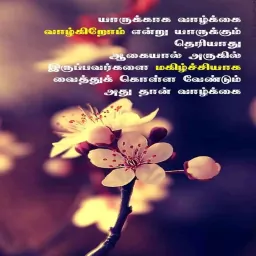 யாருக்காக வாழ்க்கை
வாழ்கிறோம் என்று யாருக்கும்
தெரியாது
ஆகையால் அருகில்
இருப்பவர்களை மகிழ்ச்சியாக
வைத்துக் கொள்ள வேண்டும்
அது தான் வாழ்க்கை